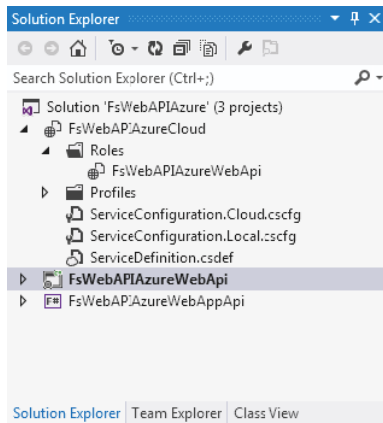 Solution Explorer
Search Solution Explorer (Ctrl+;)
Solution 'FsWebAPIAzure' (3 projects)
FsWebAPIAzureCloud
Roles
FsWebAPIAzureWebApi
Profiles
ServiceConfiguration.Cloud.cscfg
ServiceConfiguration.Local.cscfg
ServiceDefinition.csdef
FsWebAPIAzureWebApi
F# FsWebAPIAzureWebAppApi
Solution Explorer Team Explorer Class View